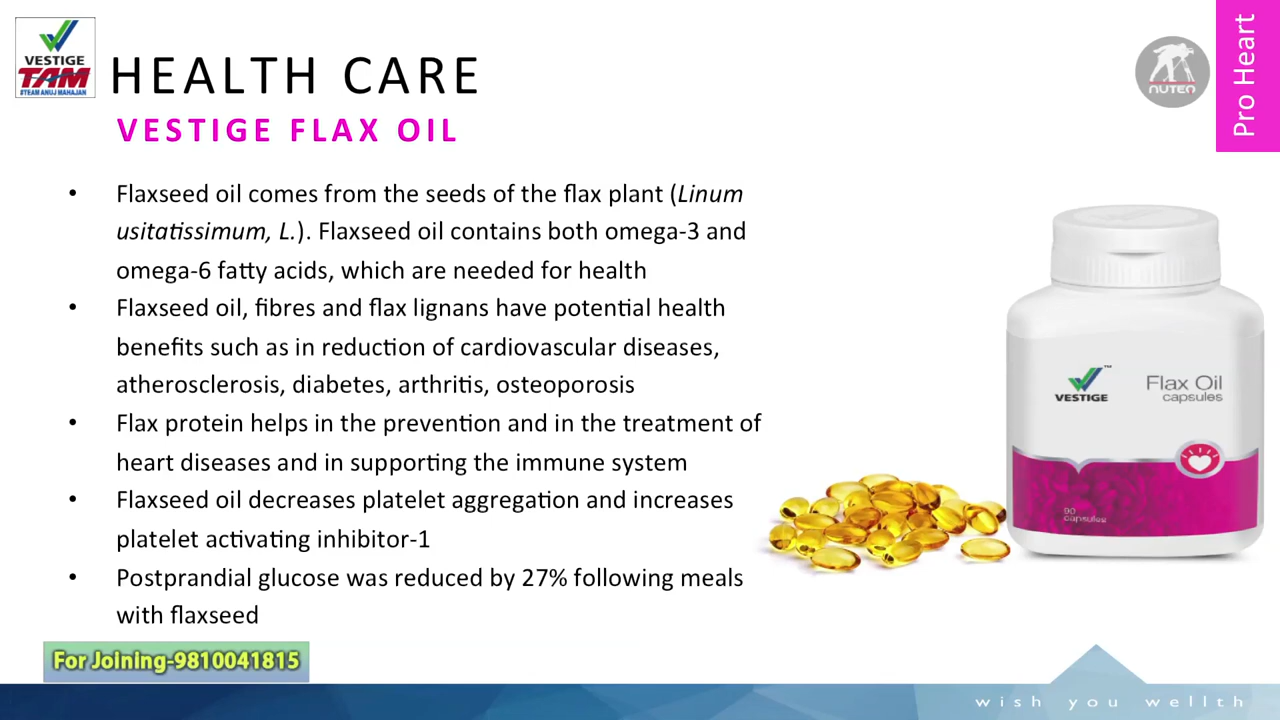 VESTIGE
TAM
#TEAM ANUJ MAHAJAN
HEALTH CARE
VESTIGE FLAX OIL
NUTEQ
Pro Heart
• Flaxseed oil comes from the seeds of the flax plant (Linum
usitatissimum, L.). Flaxseed oil contains both omega-3 and
omega-6 fatty acids, which are needed for health
• Flaxseed oil, fibres and flax lignans have potential health
benefits such as in reduction of cardiovascular diseases,
atherosclerosis, diabetes, arthritis, osteoporosis
• Flax protein helps in the prevention and in the treatment of
heart diseases and in supporting the immune system
• Flaxseed oil decreases platelet aggregation and increases
platelet activating inhibitor-1
• Postprandial glucose was reduced by 27% following meals
with flaxseed
VESTIGE™
Flax Oil
capsules
90
capsules
For Joining-9810041815
wish you wellth